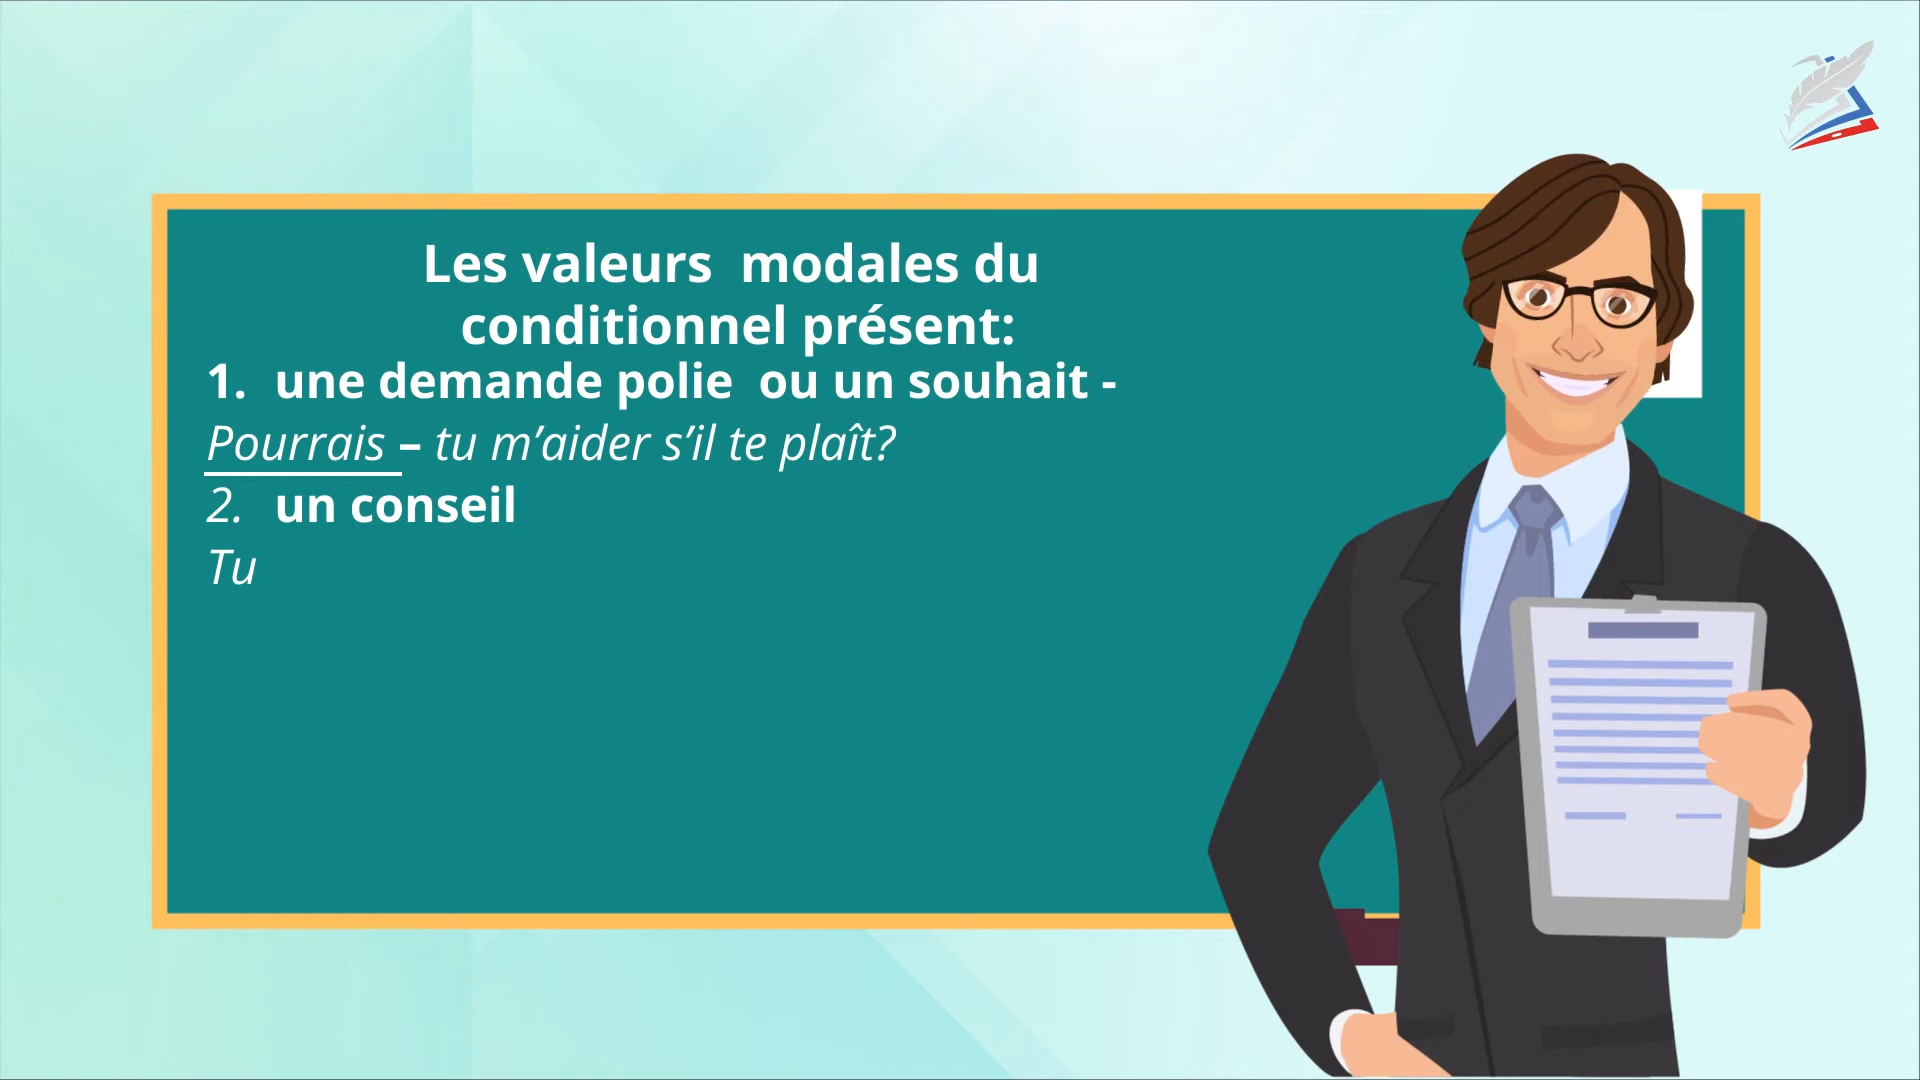 Les valeurs  modales du
conditionnel présent:
1. une demande polie  ou un souhait -
Pourrais – tu m’aider s’il te plaît?
2. un conseil
Tu